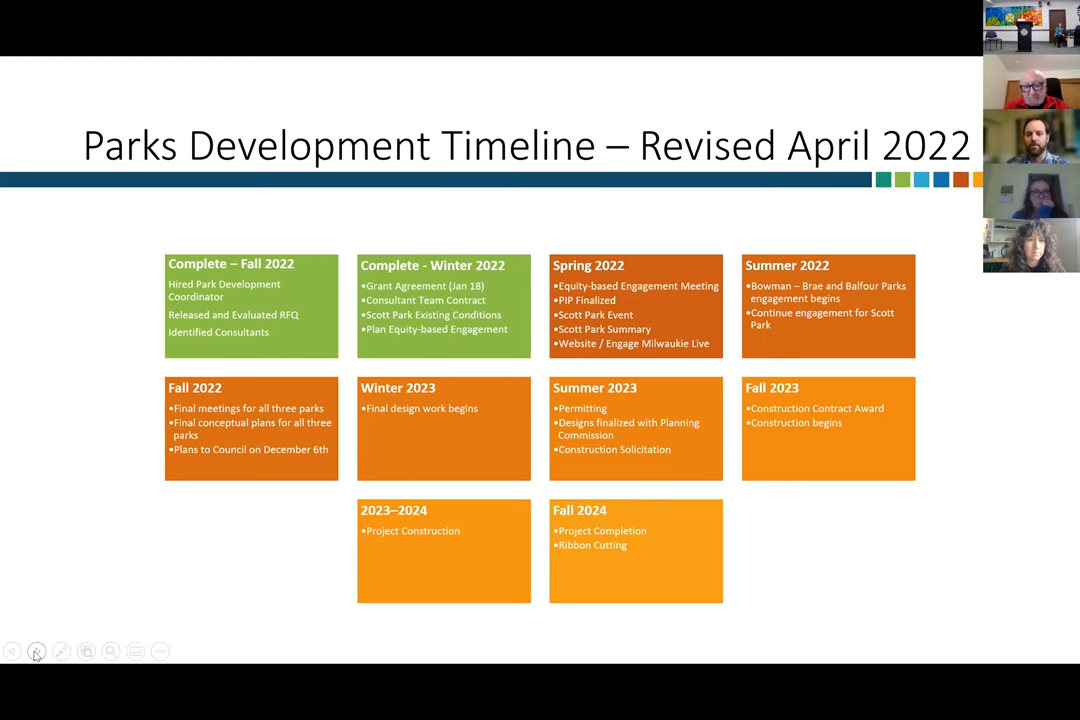 Parks Development Timeline – Revised April 2022
Complete – Fall 2022
Hired Park Development
Coordinator
Released and Evaluated RFQ
Identified Consultants
Complete - Winter 2022
•Grant Agreement (Jan 18)
•Consultant Team Contract
•Scott Park Existing Conditions
•Plan Equity-based Engagement
Spring 2022
•Equity-based Engagement Meeting
•PIP Finalized
•Scott Park Event
•Scott Park Summary
•Website / Engage Milwaukie Live
Summer 2022
•Bowman – Brae and Balfour Parks
engagement begins
•Continue engagement for Scott
Park
Fall 2022
•Final meetings for all three parks
•Final conceptual plans for all three
parks
•Plans to Council on December 6th
Winter 2023
•Final design work begins
Summer 2023
•Permitting
•Designs finalized with Planning
Commission
•Construction Solicitation
Fall 2023
•Construction Contract Award
•Construction begins
2023–2024
•Project Construction
Fall 2024
•Project Completion
•Ribbon Cutting